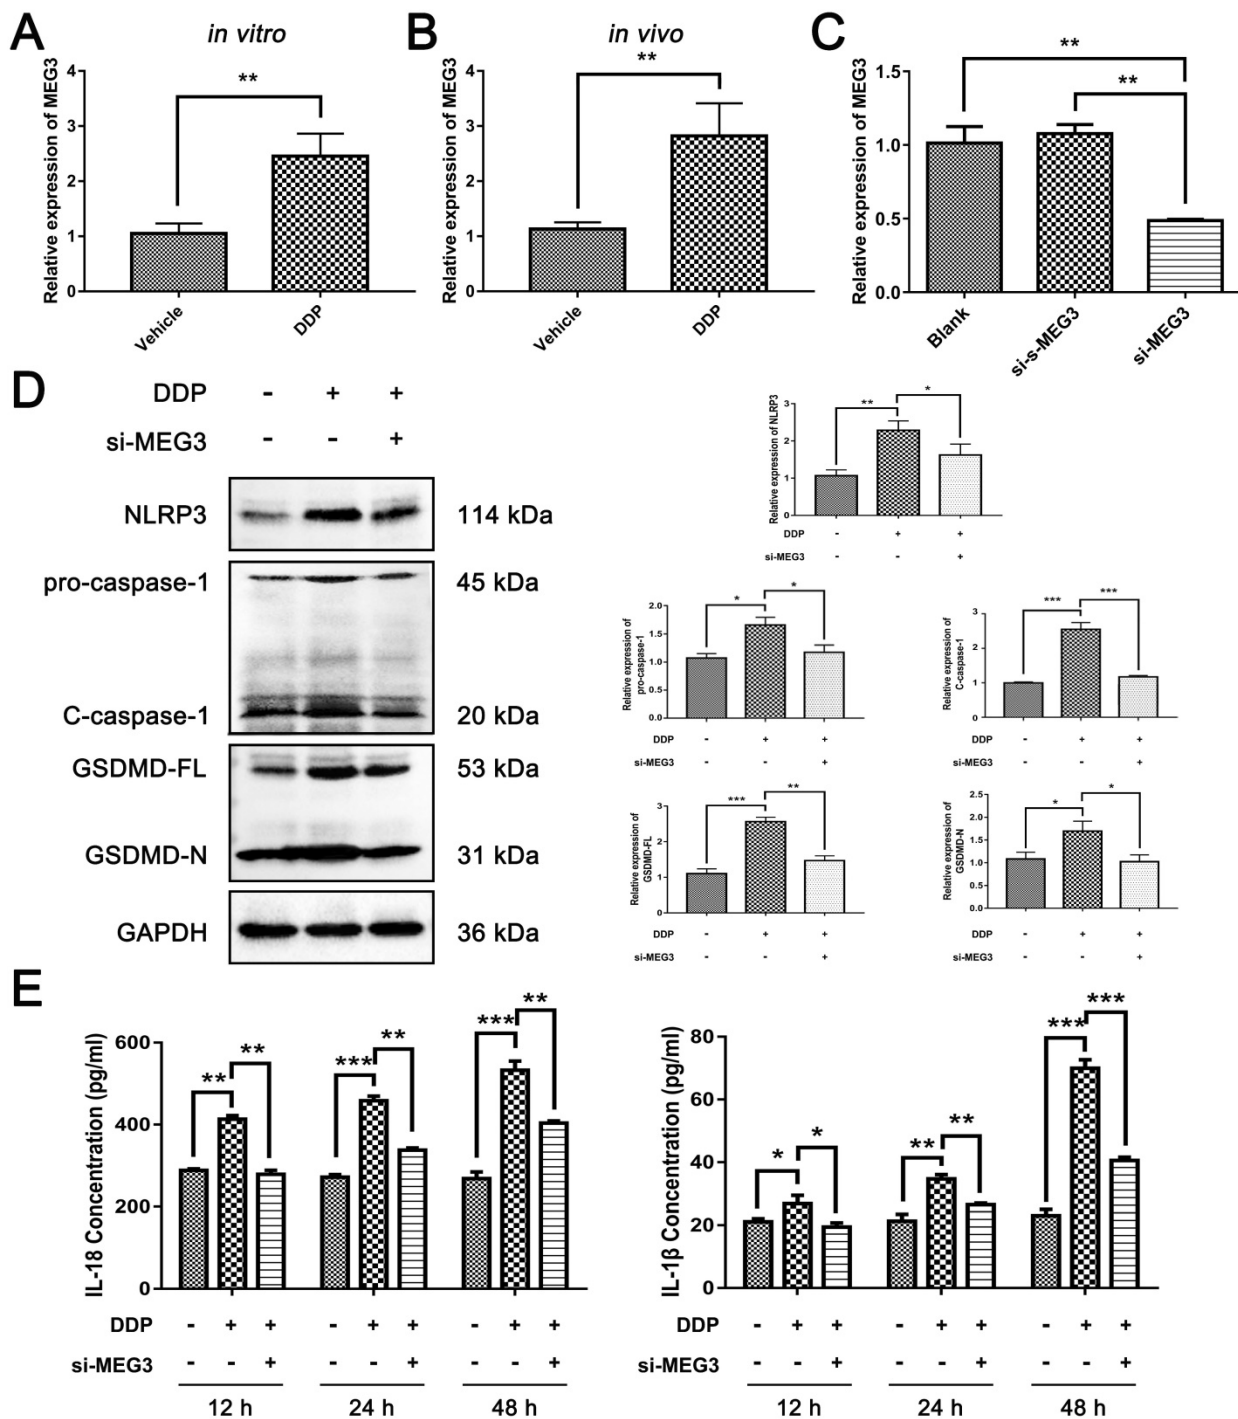 A
in vitro
Relative expression of MEG3
4
3
2
1
0
**
Vehicle
DDP
B
in vivo
Relative expression of MEG3
4
3
2
1
0
**
Vehicle
DDP
C
Relative expression of MEG3
1.5
1.0
0.5
0.0
**
**
Blank
si-s-MEG3
si-MEG3
D
DDP - + +
si-MEG3 - - +
NLRP3 114 kDa
pro-caspase-1 45 kDa
C-caspase-1 20 kDa
GSDMD-FL 53 kDa
GSDMD-N 31 kDa
GAPDH 36 kDa
Relative expression of NLRP3
3
2
1
0
**
*
DDP - + +
si-MEG3 - - +
Relative expression of
pro-caspase-1
2.0
1.5
1.0
0.5
0.0
*
*
DDP - + +
si-MEG3 - - +
Relative expression of
C-caspase-1
3
2
1
0
***
***
DDP - + +
si-MEG3 - - +
Relative expression of
GSDMD-FL
3
2
1
0
***
**
DDP - + +
si-MEG3 - - +
Relative expression of
GSDMD-N
2.5
2.0
1.5
1.0
0.5
0.0
*
*
DDP - + +
si-MEG3 - - +
E
IL-18 Concentration (pg/ml)
600
400
200
0
** ** *** ** *** **
DDP - + + - + + - + +
si-MEG3 - - + - - + - - +
12 h 24 h 48 h
IL-1β Concentration (pg/ml)
80
60
40
20
0
* * ** ** *** ***
DDP - + + - + + - + +
si-MEG3 - - + - - + - - +
12 h 24 h 48 h